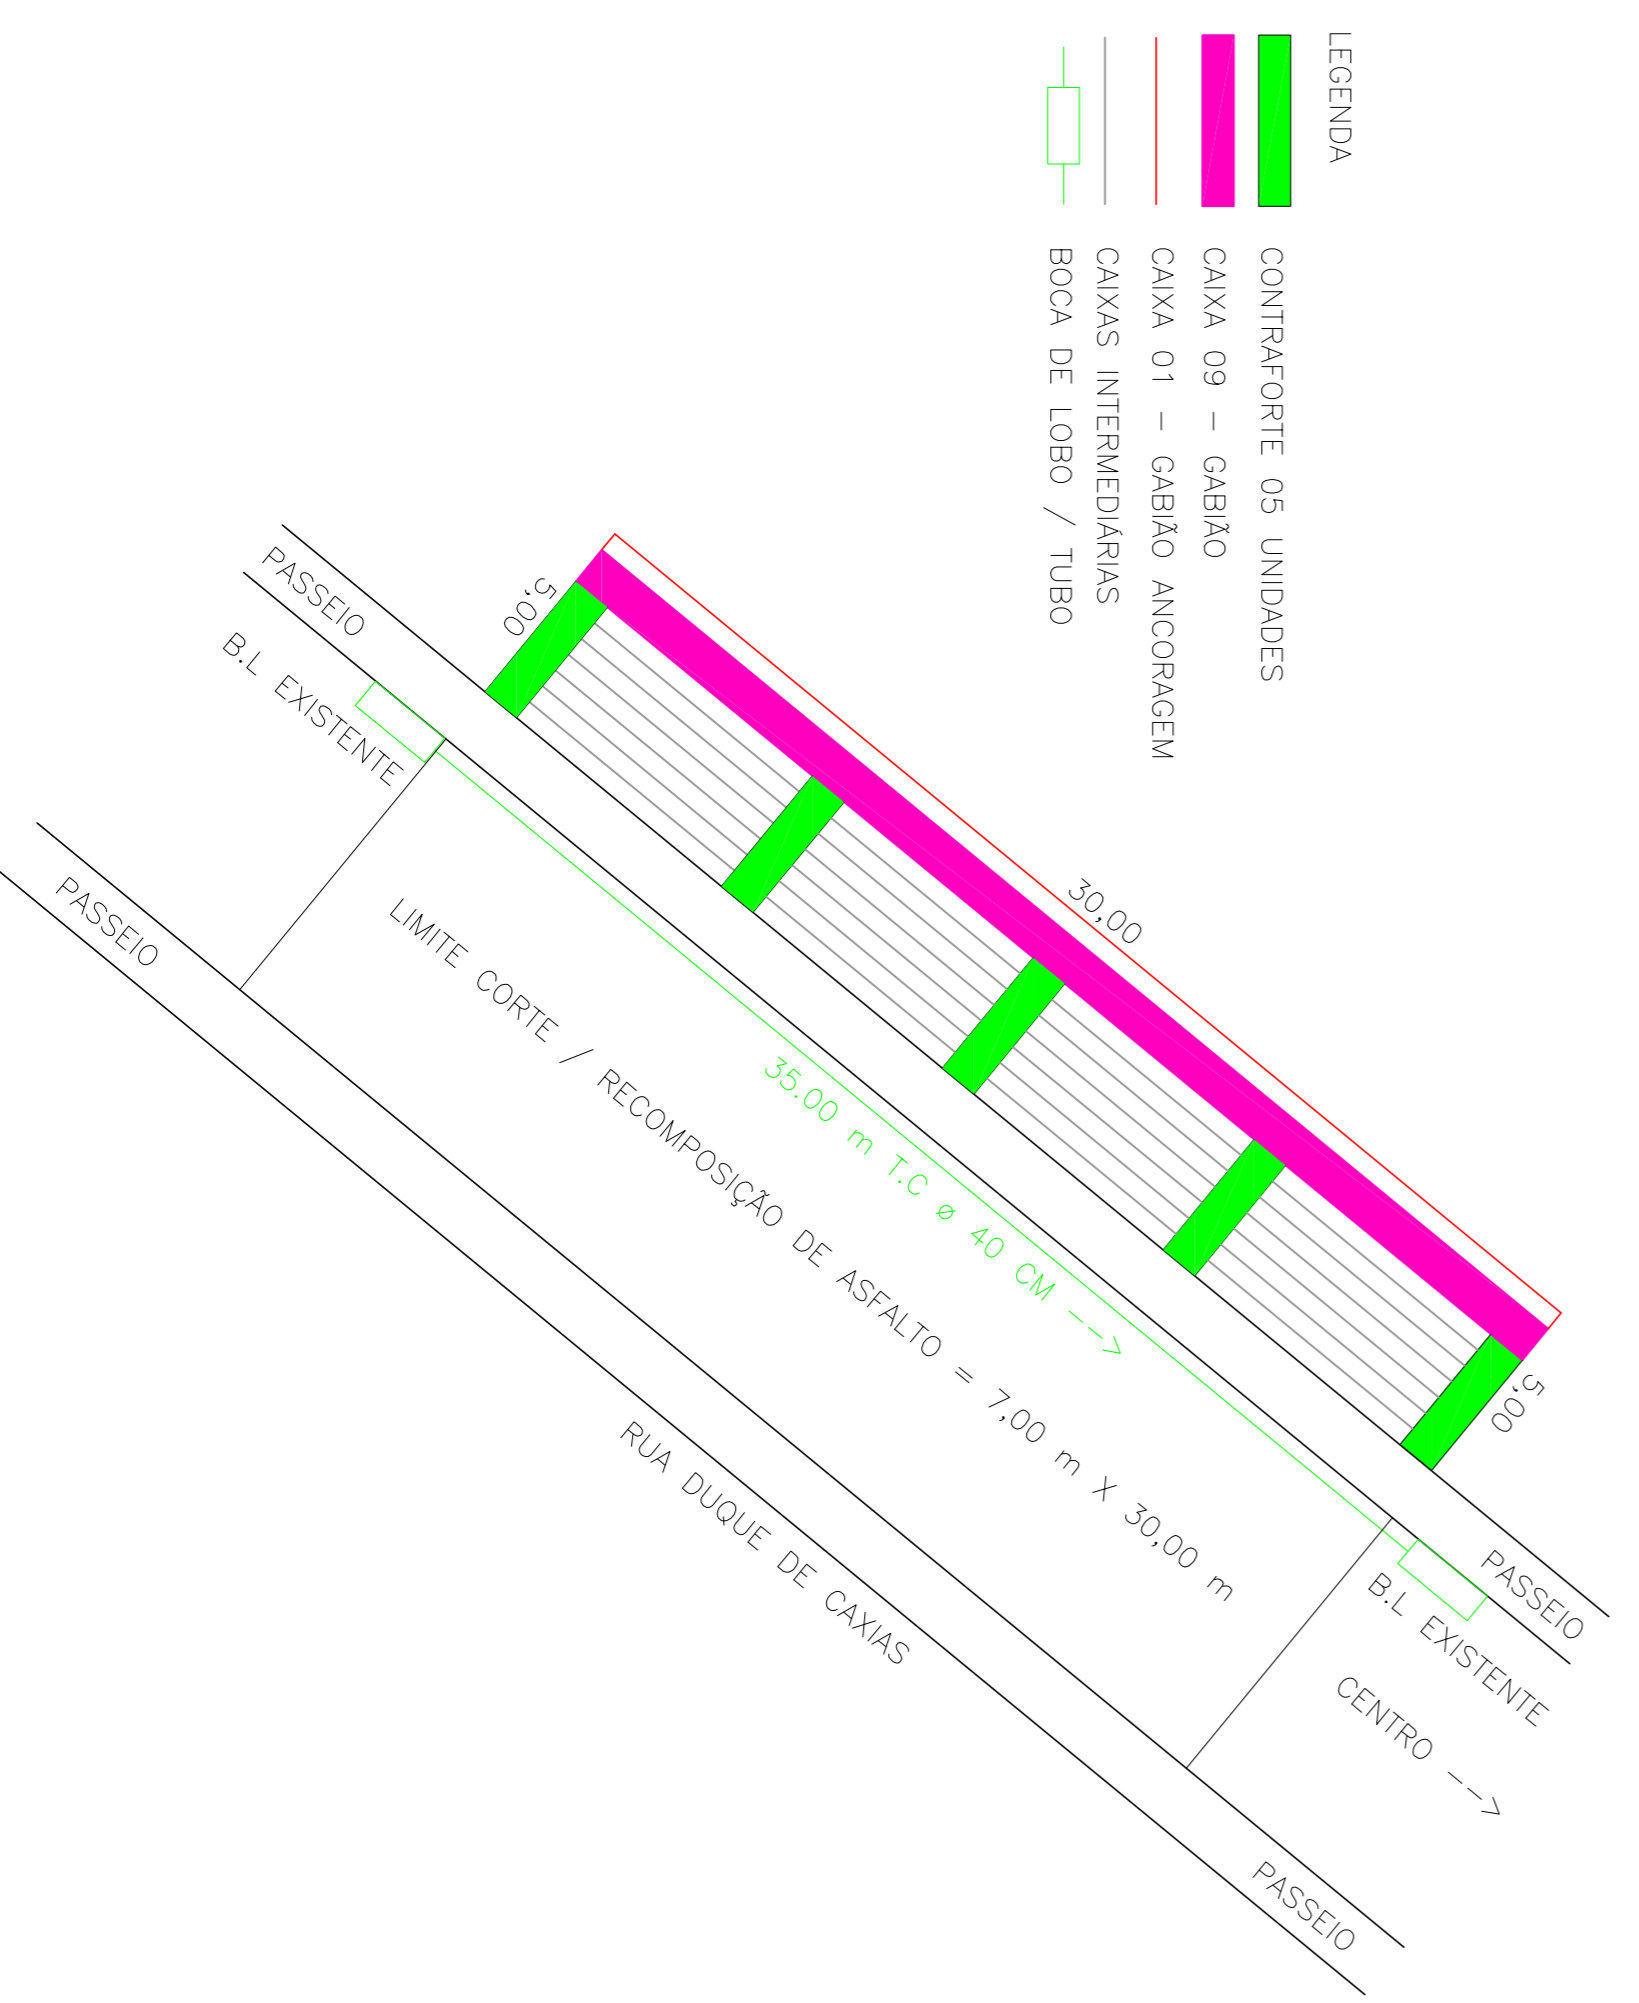 LEGENDA
CONTRAFORTE 05 UNIDADES
CAIXA 09 - GABIÃO
CAIXA 01 - GABIÃO ANCORAGEM
CAIXAS INTERMEDIÁRIAS
BOCA DE LOBO / TUBO
PASSEIO
B.L EXISTENTE
PASSEIO
5,00
30,00
5,00
35.00 m T.C ø 40 CM -->
LIMITE CORTE / RECOMPOSIÇÃO DE ASFALTO = 7,00 m X 30,00 m
RUA DUQUE DE CAXIAS
PASSEIO
B.L EXISTENTE
CENTRO -->
PASSEIO